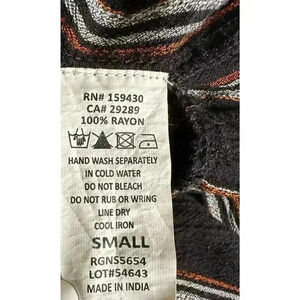 RN# 159430
CA# 29289
100% RAYON
HAND WASH SEPARATELY
IN COLD WATER
DO NOT BLEACH
DO NOT RUB OR WRING
LINE DRY
COOL IRON
SMALL
RGNS5654
LOT#54643
MADE IN INDIA